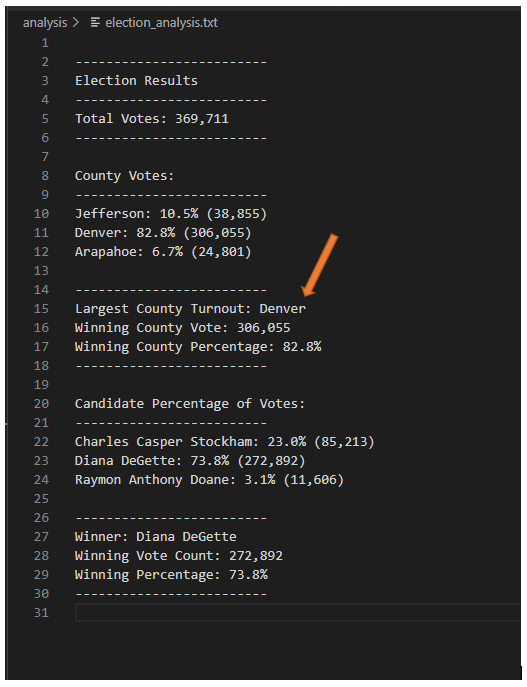 analysis > election_analysis.txt
1
2 -------------------------
3 Election Results
4 -------------------------
5 Total Votes: 369,711
6 -------------------------
7
8 County Votes:
9 -------------------------
10 Jefferson: 10.5% (38,855)
11 Denver: 82.8% (306,055)
12 Arapahoe: 6.7% (24,801)
13
14 -------------------------
15 Largest County Turnout: Denver
16 Winning County Vote: 306,055
17 Winning County Percentage: 82.8%
18 -------------------------
19
20 Candidate Percentage of Votes:
21 -------------------------
22 Charles Casper Stockham: 23.0% (85,213)
23 Diana DeGette: 73.8% (272,892)
24 Raymon Anthony Doane: 3.1% (11,606)
25
26 -------------------------
27 Winner: Diana DeGette
28 Winning Vote Count: 272,892
29 Winning Percentage: 73.8%
30 -------------------------
31